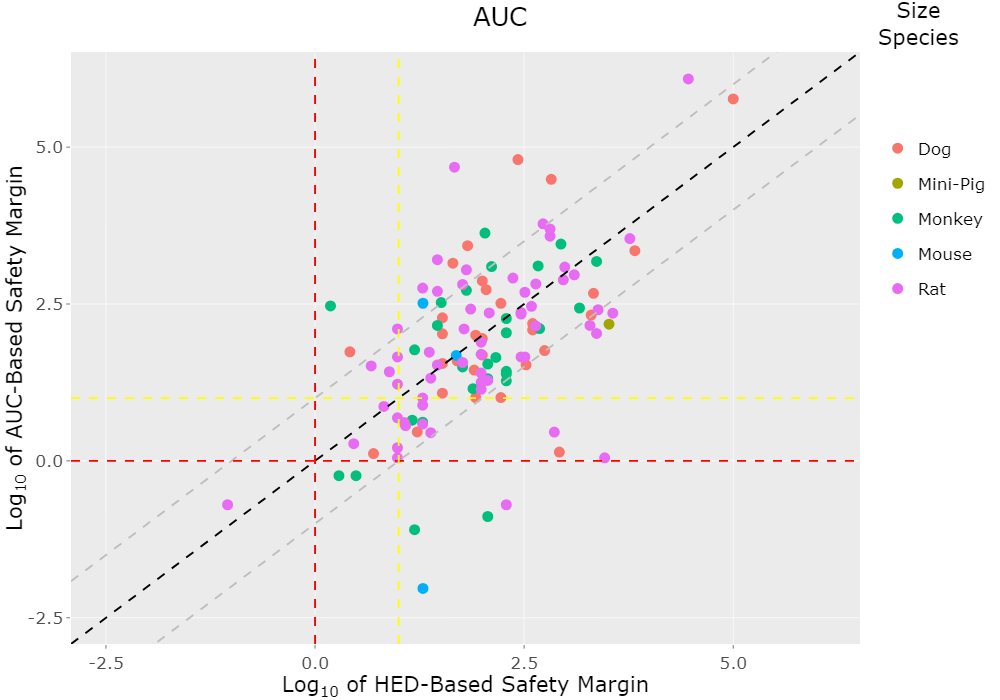 AUC
Size
Species
Dog
Mini-Pig
Monkey
Mouse
Rat
Log₁₀ of AUC-Based Safety Margin
5.0
2.5
0.0
-2.5
-2.5
0.0
2.5
5.0
Log₁₀ of HED-Based Safety Margin